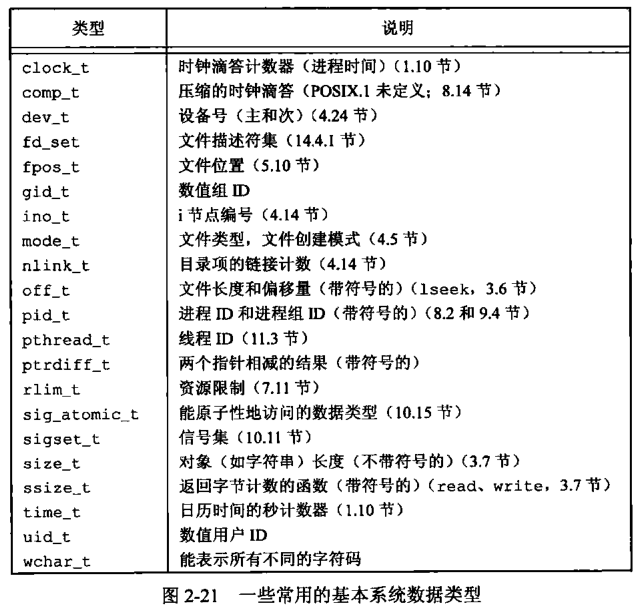 类型 说明
clock_t 时钟滴答计数器（进程时间）（1.10 节）
comp_t 压缩的时钟滴答（POSIX.1 未定义；8.14 节）
dev_t 设备号（主和次）（4.24 节）
fd_set 文件描述符集（14.4.1 节）
fpos_t 文件位置（5.10 节）
gid_t 数值组 ID
ino_t i 节点编号（4.14 节）
mode_t 文件类型，文件创建模式（4.5 节）
nlink_t 目录项的链接计数（4.14 节）
off_t 文件长度和偏移量（带符号的）（lseek，3.6 节）
pid_t 进程 ID 和进程组 ID（带符号的）（8.2 和 9.4 节）
pthread_t 线程 ID（11.3 节）
ptrdiff_t 两个指针相减的结果（带符号的）
rlim_t 资源限制（7.11 节）
sig_atomic_t 能原子性地访问的数据类型（10.15 节）
sigset_t 信号集（10.11 节）
size_t 对象（如字符串）长度（不带符号的）（3.7 节）
ssize_t 返回字节计数的函数（带符号的）（read、write，3.7 节）
time_t 日历时间的秒计数器（1.10 节）
uid_t 数值用户 ID
wchar_t 能表示所有不同的字符码
图 2-21 一些常用的基本系统数据类型